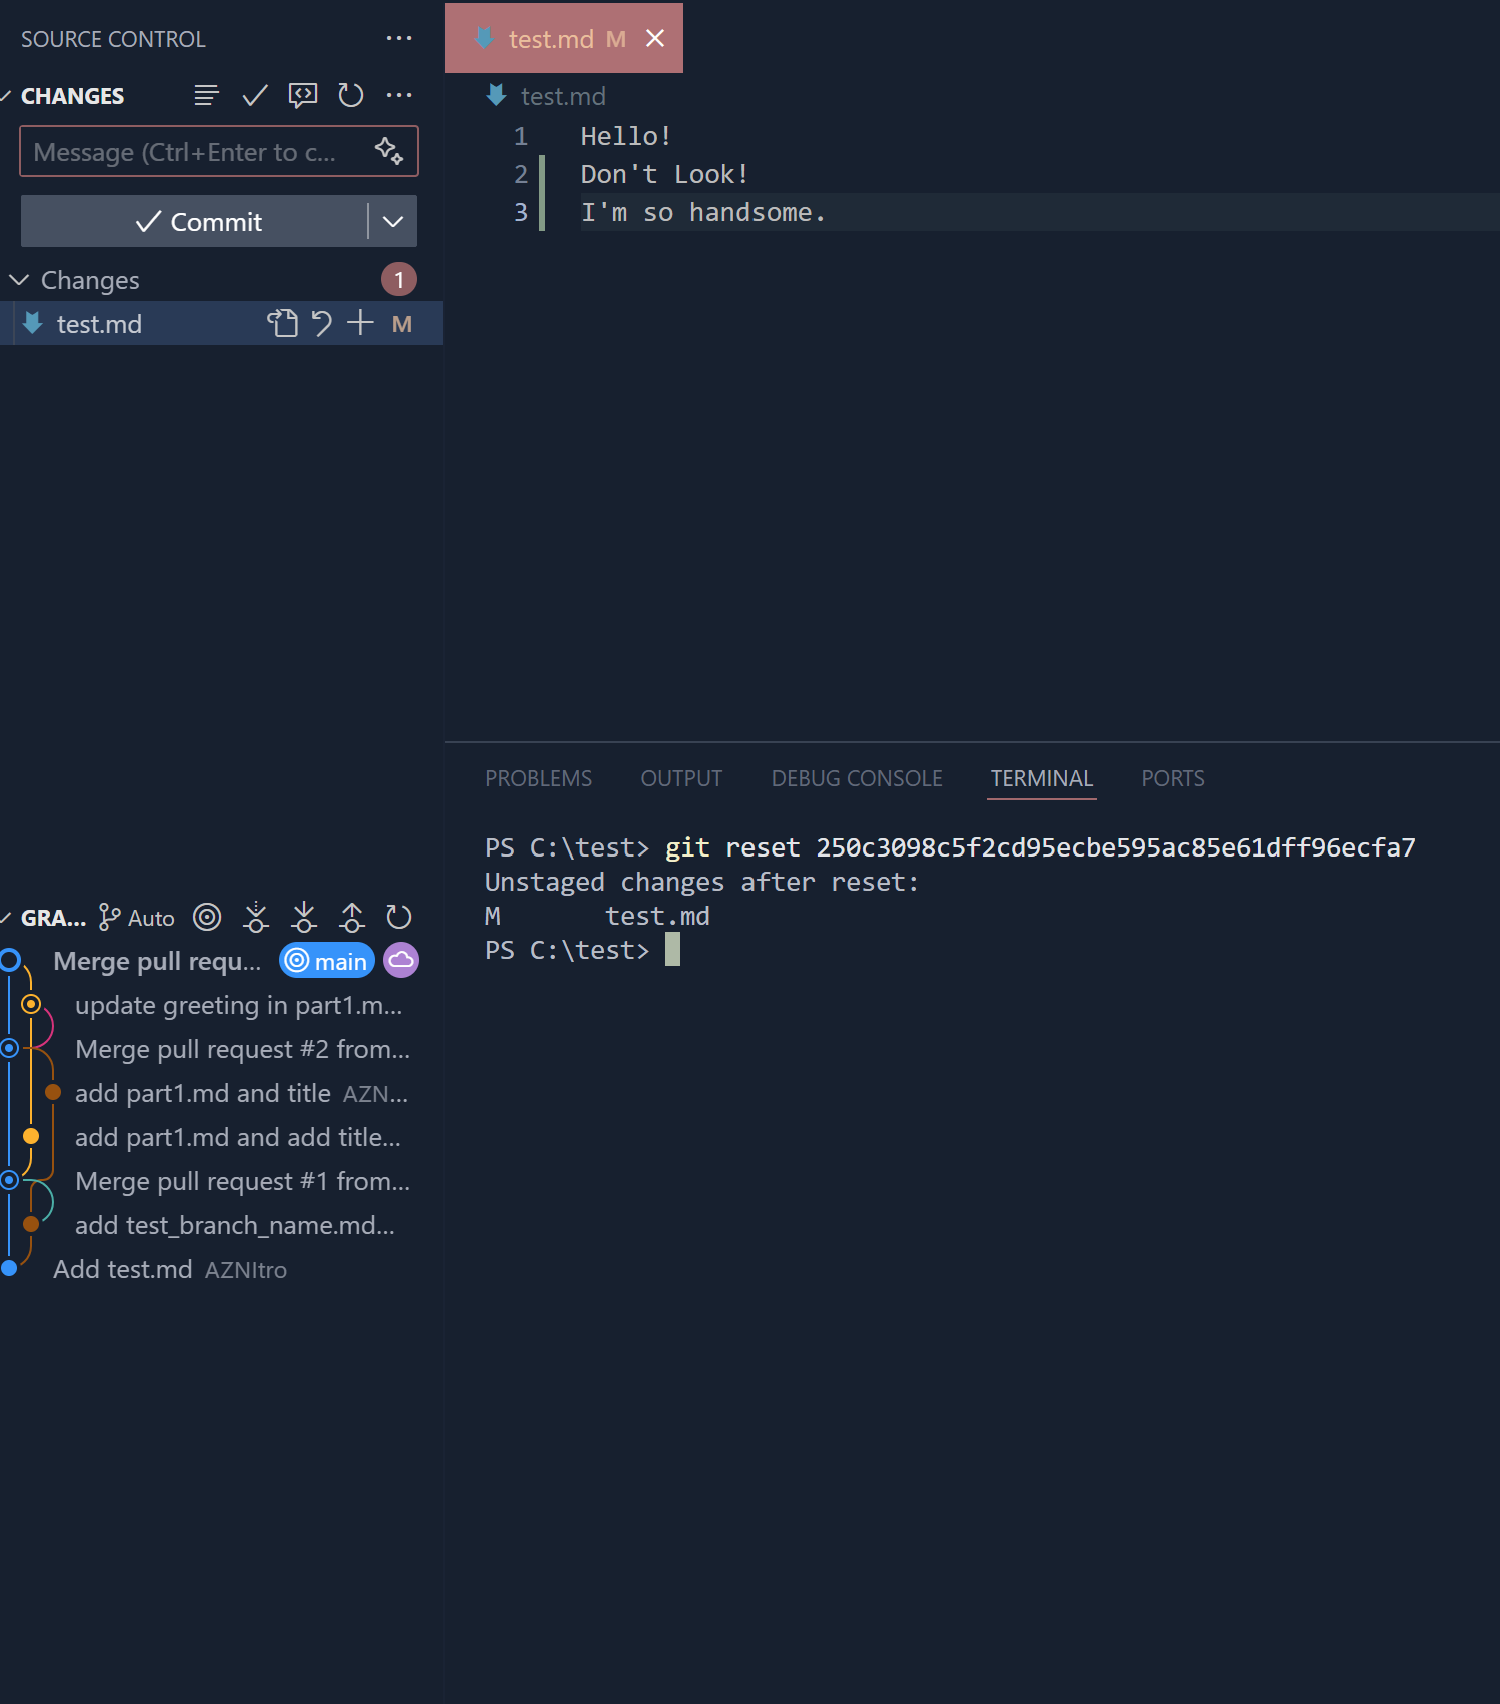 SOURCE CONTROL
CHANGES
Message (Ctrl+Enter to c...
Commit
Changes 1
test.md M
GRA... Auto
Merge pull requ... main
update greeting in part1.m...
Merge pull request #2 from...
add part1.md and title AZN...
add part1.md and add title...
Merge pull request #1 from...
add test_branch_name.md...
Add test.md AZNItro
test.md M
test.md
1 Hello!
2 Don't Look!
3 I'm so handsome.
PROBLEMS OUTPUT DEBUG CONSOLE TERMINAL PORTS
PS C:\test> git reset 250c3098c5f2cd95ecbe595ac85e61dff96ecfa7
Unstaged changes after reset:
M test.md
PS C:\test>